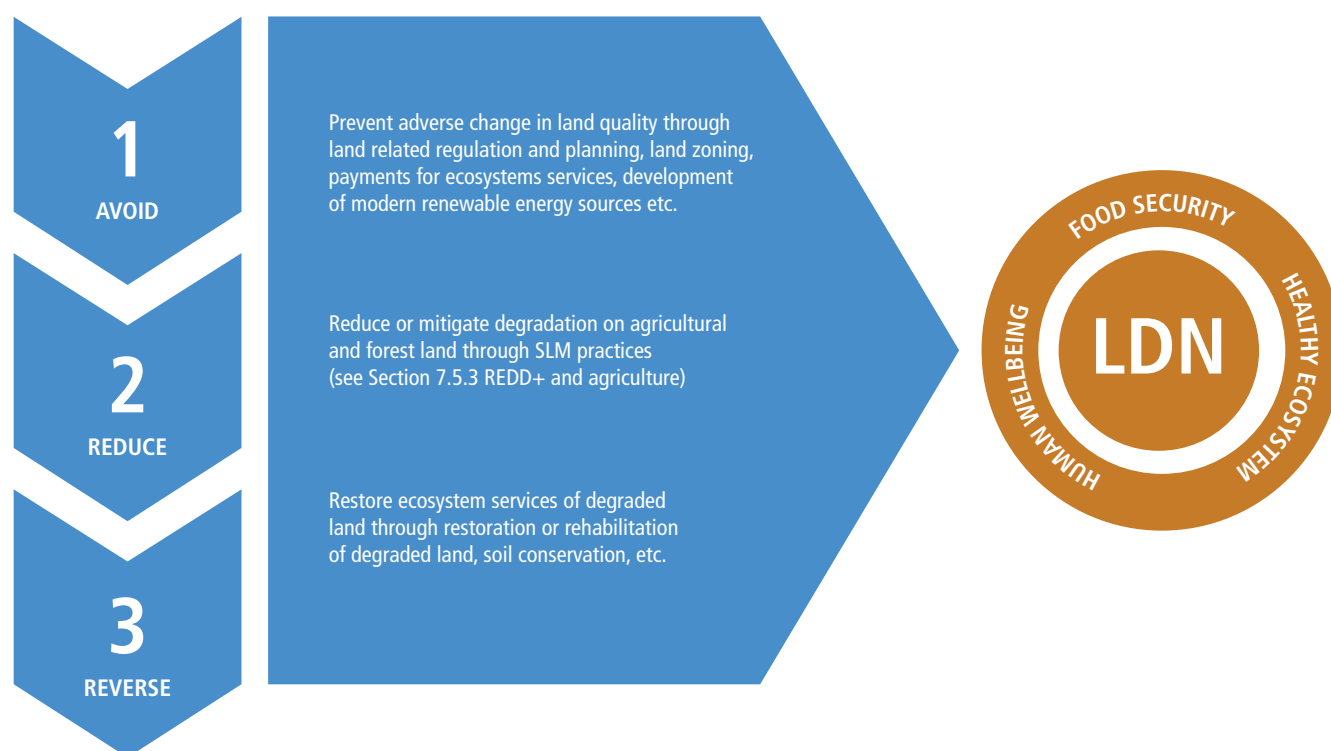 1
AVOID
Prevent adverse change in land quality through
land related regulation and planning, land zoning,
payments for ecosystems services, development
of modern renewable energy sources etc.
2
REDUCE
Reduce or mitigate degradation on agricultural
and forest land through SLM practices
(see Section 7.5.3 REDD+ and agriculture)
3
REVERSE
Restore ecosystem services of degraded
land through restoration or rehabilitation
of degraded land, soil conservation, etc.
FOOD SECURITY
HEALTHY ECOSYSTEM
HUMAN WELLBEING
LDN